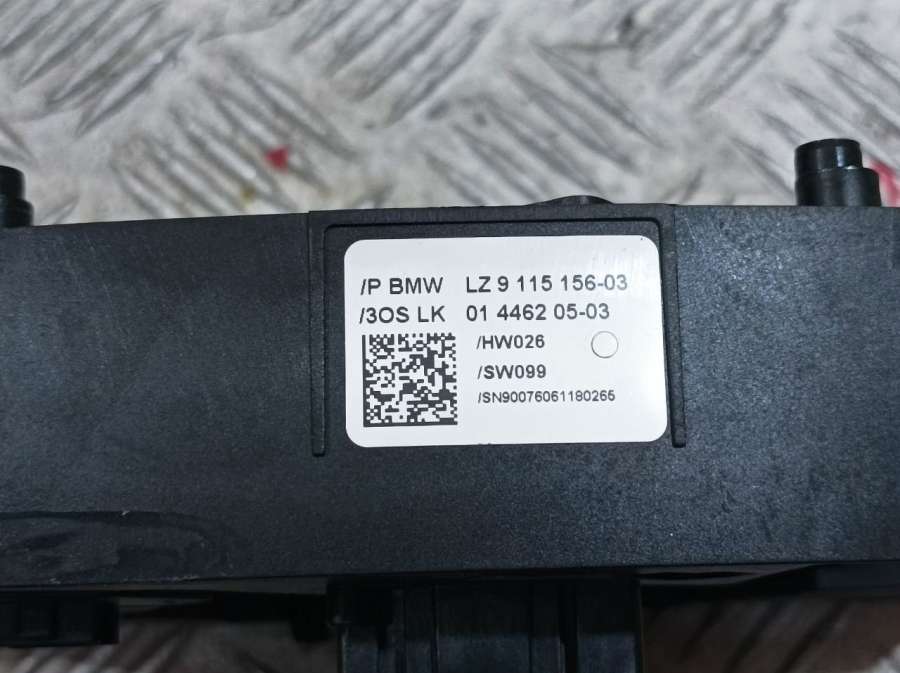 /P BMW LZ 9 115 156-03
/3OS LK 01 4462 05-03
/HW026
/SW099
/SN90076061180265